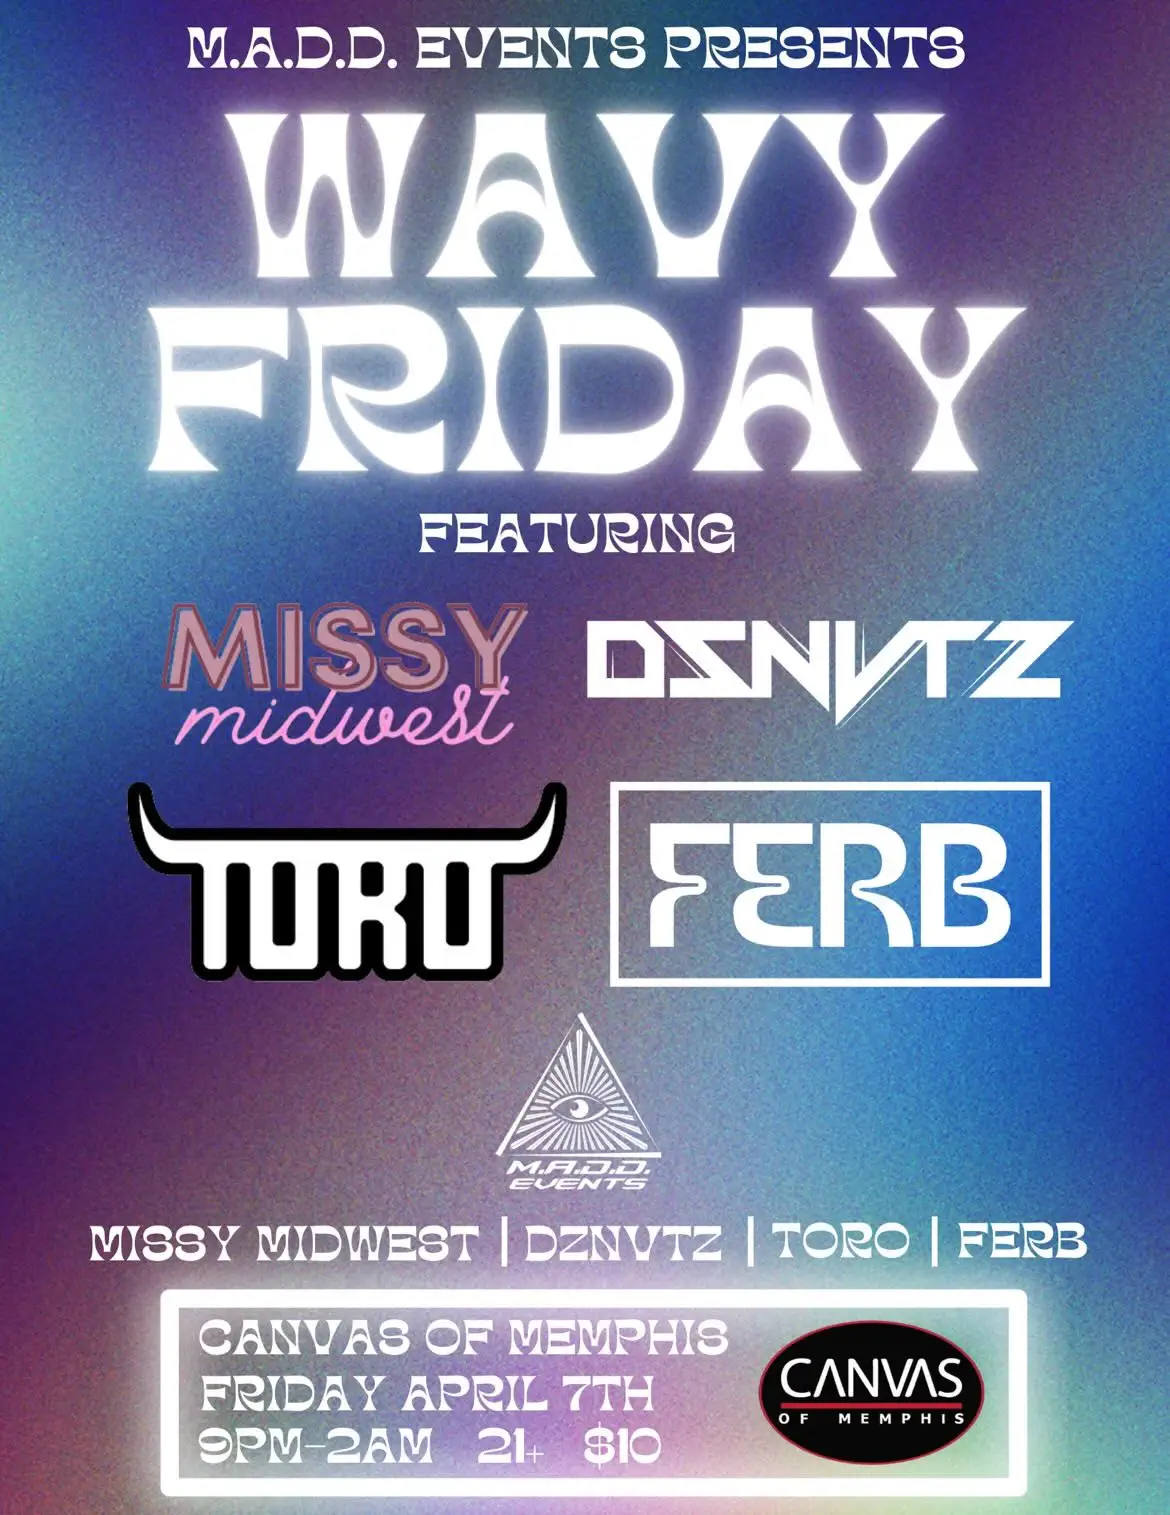 M.A.D.D. EVENTS PRESENTS
WAVY
FRIDAY
FEATURING
MISSY
midwest
DZNVTZ
TORO
FERB
M.A.D.D.
EVENTS
MISSY MIDWEST | DZNVTZ | TORO | FERB
CANVAS OF MEMPHIS
FRIDAY APRIL 7TH
9PM-2AM 21+ $10
CANVAS
OF MEMPHIS